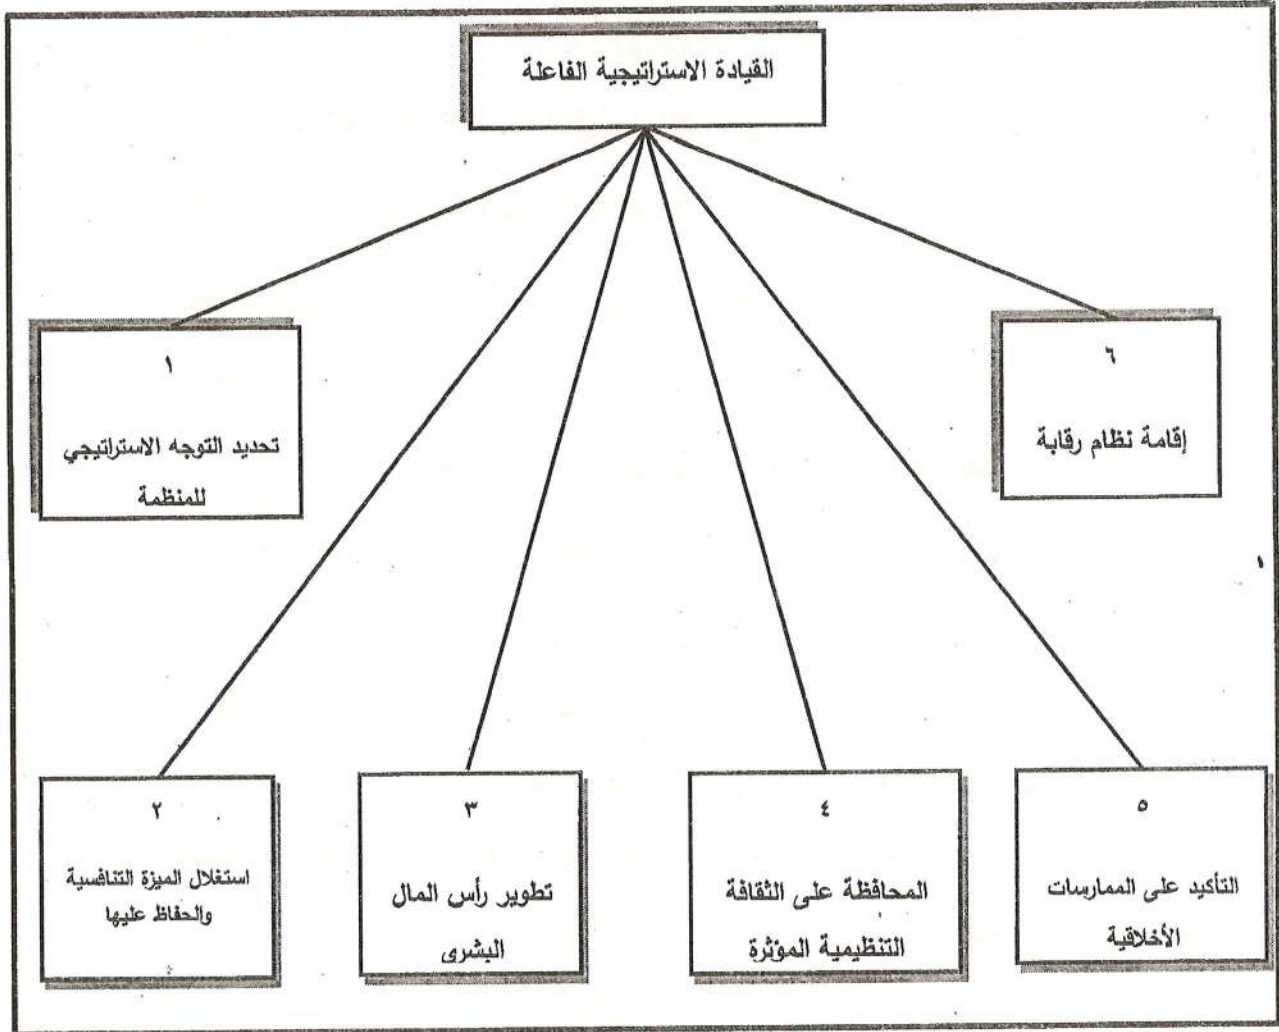 القيادة الاستراتيجية الفاعلة
١
تحديد التوجه الاستراتيجي
للمنظمة
٦
إقامة نظام رقابة
٢
استغلال الميزة التنافسية
والحفاظ عليها
٣
تطوير رأس المال
البشرى
٤
المحافظة على الثقافة
التنظيمية المؤثرة
٥
التأكيد على الممارسات
الأخلاقية